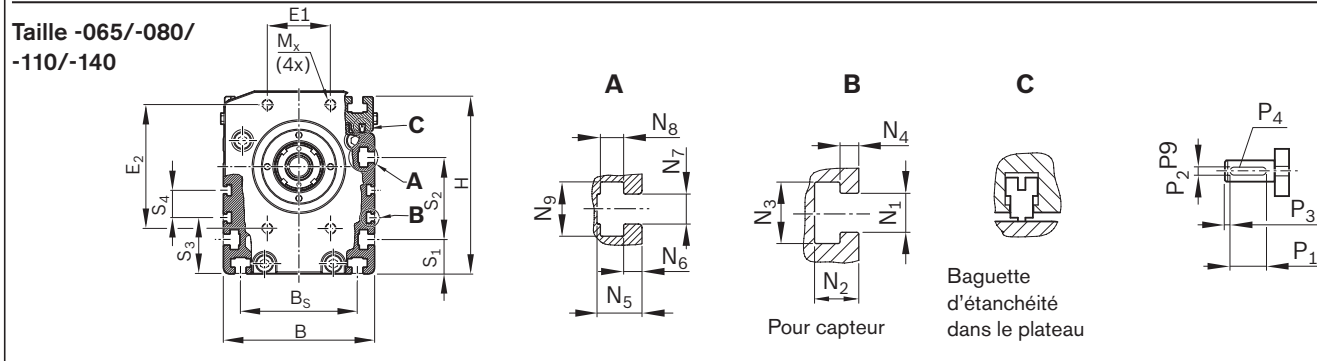 Taille -065/-080/
-110/-140
E1
Mx
(4x)
C
A
B
E2
S4
S3
H
S2
S1
BS
B
A
N8
N7
N9
N6
N5
B
N4
N3
N1
N2
Pour capteur
C
Baguette
d'étanchéité
dans le plateau
P4
P2 P9
P3
P1